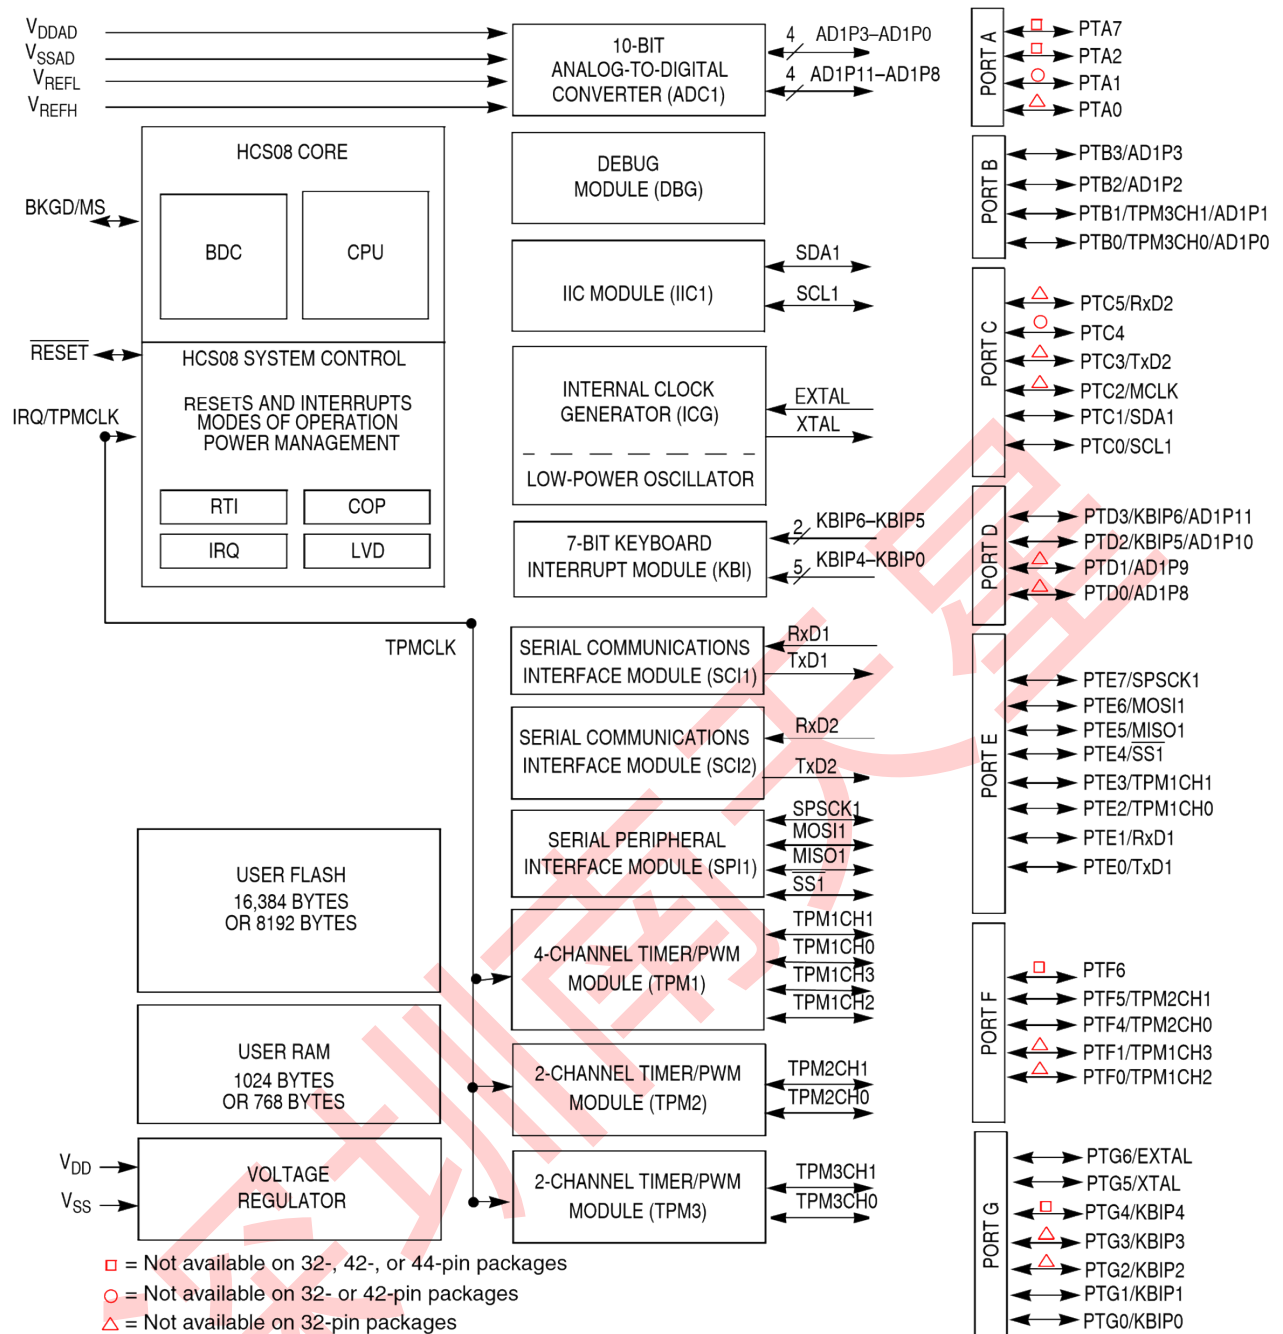 VDDAD
VSSAD
VREFL
VREFH
10-BIT
ANALOG-TO-DIGITAL
CONVERTER (ADC1)
4 AD1P3–AD1P0
4 AD1P11–AD1P8
HCS08 CORE
BDC
CPU
BKGD/MS
RESET
IRQ/TPMCLK
HCS08 SYSTEM CONTROL
RESETS AND INTERRUPTS
MODES OF OPERATION
POWER MANAGEMENT
RTI
COP
IRQ
LVD
TPMCLK
DEBUG
MODULE (DBG)
IIC MODULE (IIC1)
SDA1
SCL1
INTERNAL CLOCK
GENERATOR (ICG)
LOW-POWER OSCILLATOR
EXTAL
XTAL
7-BIT KEYBOARD
INTERRUPT MODULE (KBI)
2 KBIP6–KBIP5
5 KBIP4–KBIP0
SERIAL COMMUNICATIONS
INTERFACE MODULE (SCI1)
RxD1
TxD1
SERIAL COMMUNICATIONS
INTERFACE MODULE (SCI2)
RxD2
TxD2
SERIAL PERIPHERAL
INTERFACE MODULE (SPI1)
SPSCK1
MOSI1
MISO1
SS1
4-CHANNEL TIMER/PWM
MODULE (TPM1)
TPM1CH1
TPM1CH0
TPM1CH3
TPM1CH2
2-CHANNEL TIMER/PWM
MODULE (TPM2)
TPM2CH1
TPM2CH0
2-CHANNEL TIMER/PWM
MODULE (TPM3)
TPM3CH1
TPM3CH0
USER FLASH
16,384 BYTES
OR 8192 BYTES
USER RAM
1024 BYTES
OR 768 BYTES
VDD
VSS
VOLTAGE
REGULATOR
PORT A
PTA7
PTA2
PTA1
PTA0
PORT B
PTB3/AD1P3
PTB2/AD1P2
PTB1/TPM3CH1/AD1P1
PTB0/TPM3CH0/AD1P0
PORT C
PTC5/RxD2
PTC4
PTC3/TxD2
PTC2/MCLK
PTC1/SDA1
PTC0/SCL1
PORT D
PTD3/KBIP6/AD1P11
PTD2/KBIP5/AD1P10
PTD1/AD1P9
PTD0/AD1P8
PORT E
PTE7/SPSCK1
PTE6/MOSI1
PTE5/MISO1
PTE4/SS1
PTE3/TPM1CH1
PTE2/TPM1CH0
PTE1/RxD1
PTE0/TxD1
PORT F
PTF6
PTF5/TPM2CH1
PTF4/TPM2CH0
PTF1/TPM1CH3
PTF0/TPM1CH2
PORT G
PTG6/EXTAL
PTG5/XTAL
PTG4/KBIP4
PTG3/KBIP3
PTG2/KBIP2
PTG1/KBIP1
PTG0/KBIP0
□ = Not available on 32-, 42-, or 44-pin packages
○ = Not available on 32- or 42-pin packages
△ = Not available on 32-pin packages
深圳南天星